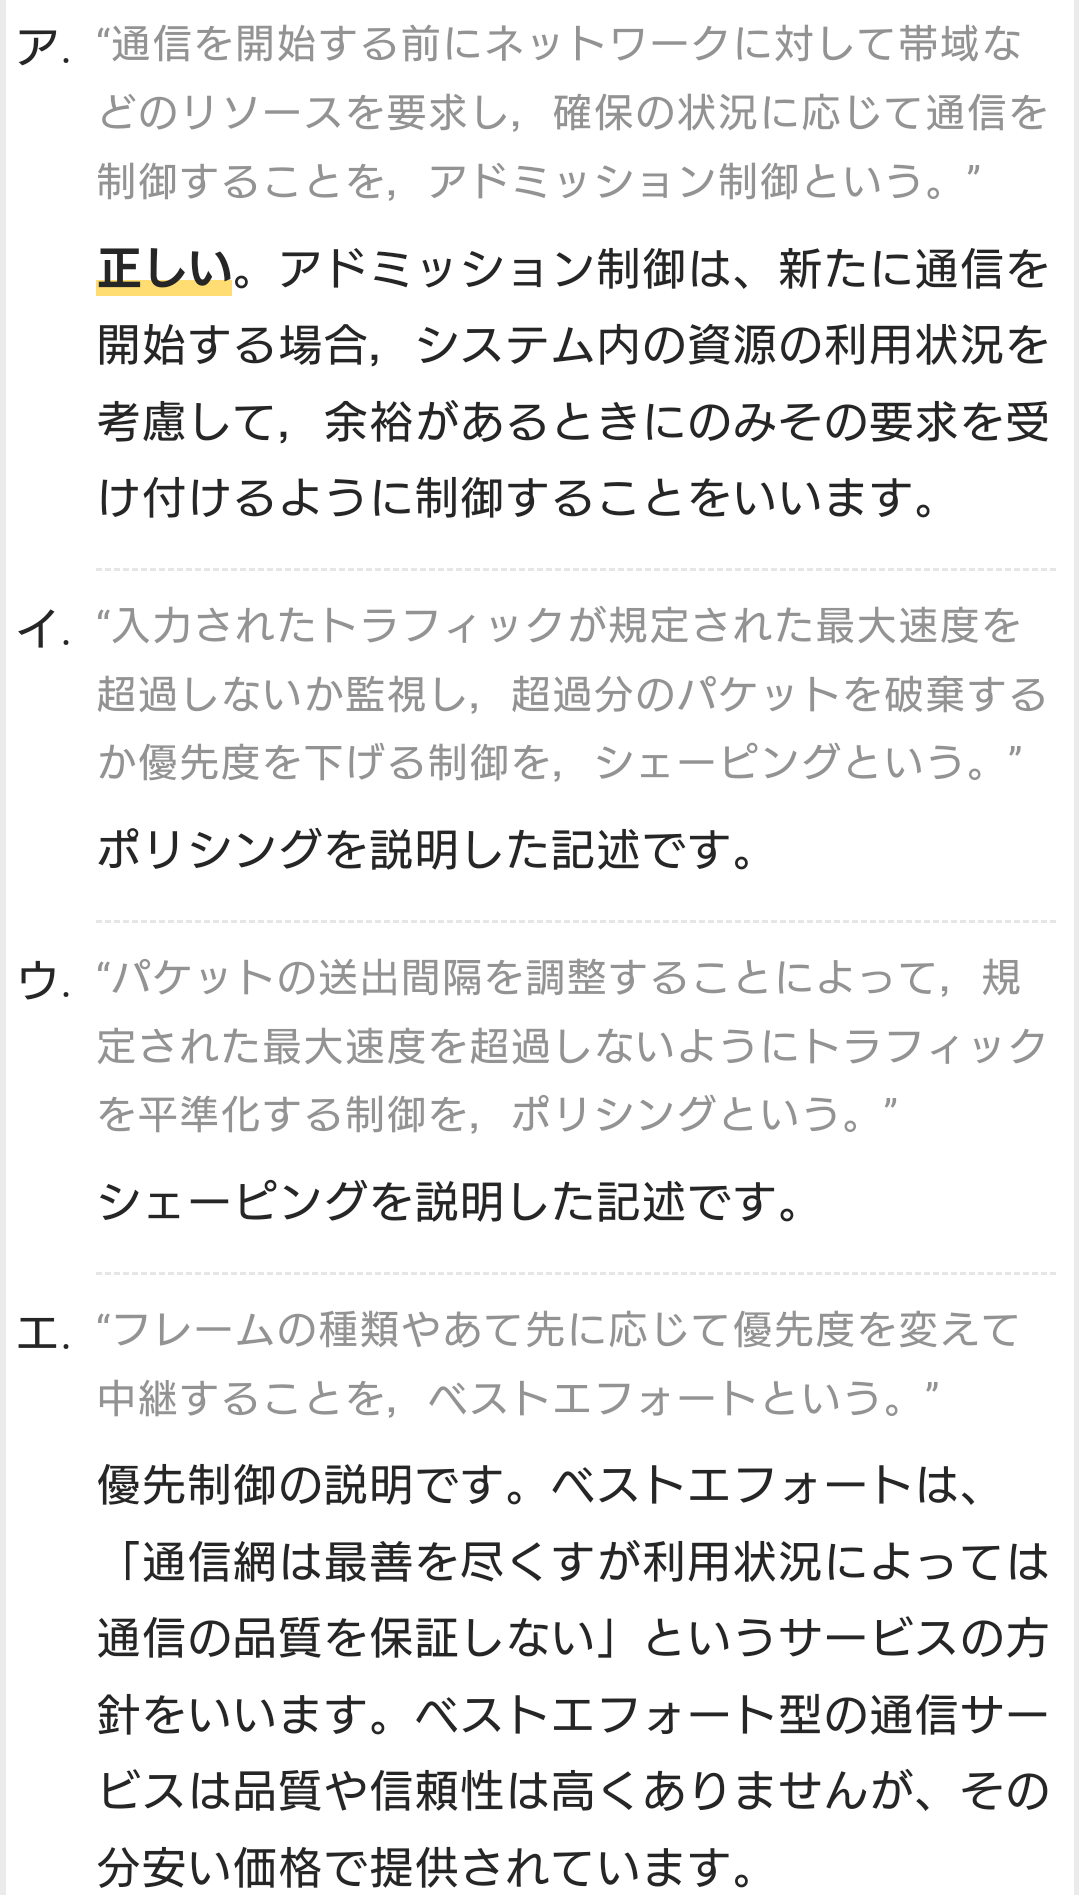 ア. “通信を開始する前にネットワークに対して帯域な
どのリソースを要求し，確保の状況に応じて通信を
制御することを，アドミッション制御という。”
正しい。アドミッション制御は、新たに通信を
開始する場合，システム内の資源の利用状況を
考慮して，余裕があるときにのみその要求を受
け付けるように制御することをいいます。
イ. “入力されたトラフィックが規定された最大速度を
超過しないか監視し，超過分のパケットを破棄する
か優先度を下げる制御を，シェーピングという。”
ポリシングを説明した記述です。
ウ. “パケットの送出間隔を調整することによって，規
定された最大速度を超過しないようにトラフィック
を平準化する制御を，ポリシングという。”
シェーピングを説明した記述です。
エ. “フレームの種類やあて先に応じて優先度を変えて
中継することを，ベストエフォートという。”
優先制御の説明です。ベストエフォートは、
「通信網は最善を尽くすが利用状況によっては
通信の品質を保証しない」というサービスの方
針をいいます。ベストエフォート型の通信サー
ビスは品質や信頼性は高くありませんが、その
分安い価格で提供されています。